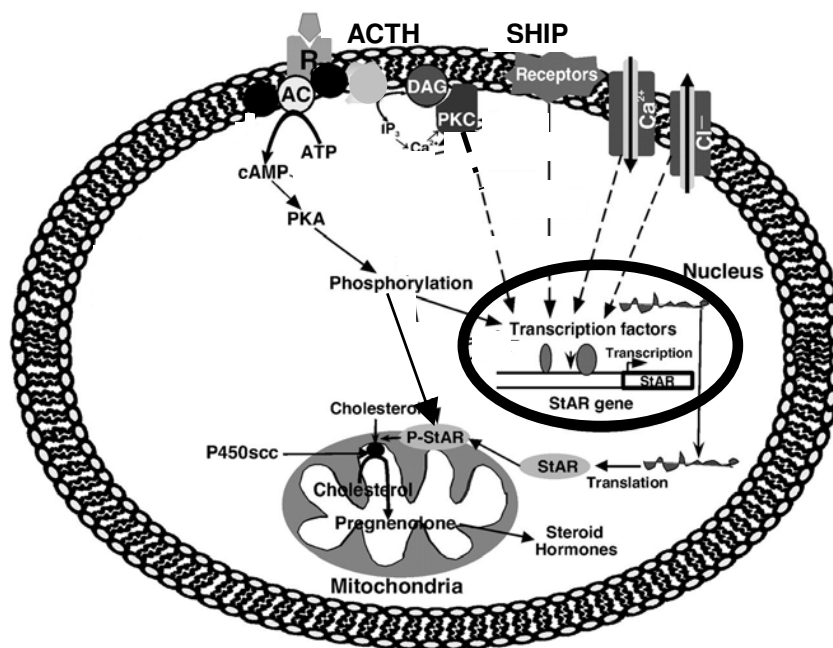 ACTH
SHIP
R
AC
DAG
PKC
Receptors
Ca2+
Cl–
IP3
Ca2+
ATP
cAMP
PKA
Phosphorylation
Nucleus
Transcription factors
Transcription
StAR
StAR gene
Cholesterol
P-StAR
P450scc
StAR
Translation
Cholesterol
Pregnenolone
Steroid
Hormones
Mitochondria